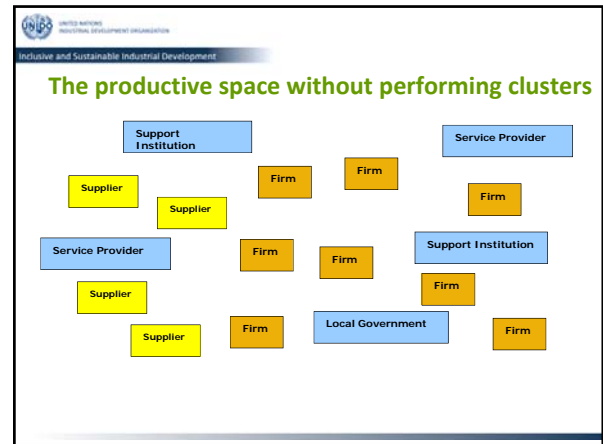 UNITED NATIONS
INDUSTRIAL DEVELOPMENT ORGANIZATION
Inclusive and Sustainable Industrial Development
The productive space without performing clusters
Support
Institution
Service Provider
Firm
Firm
Supplier
Firm
Supplier
Service Provider
Firm
Firm
Support Institution
Firm
Supplier
Supplier
Firm
Local Government
Firm